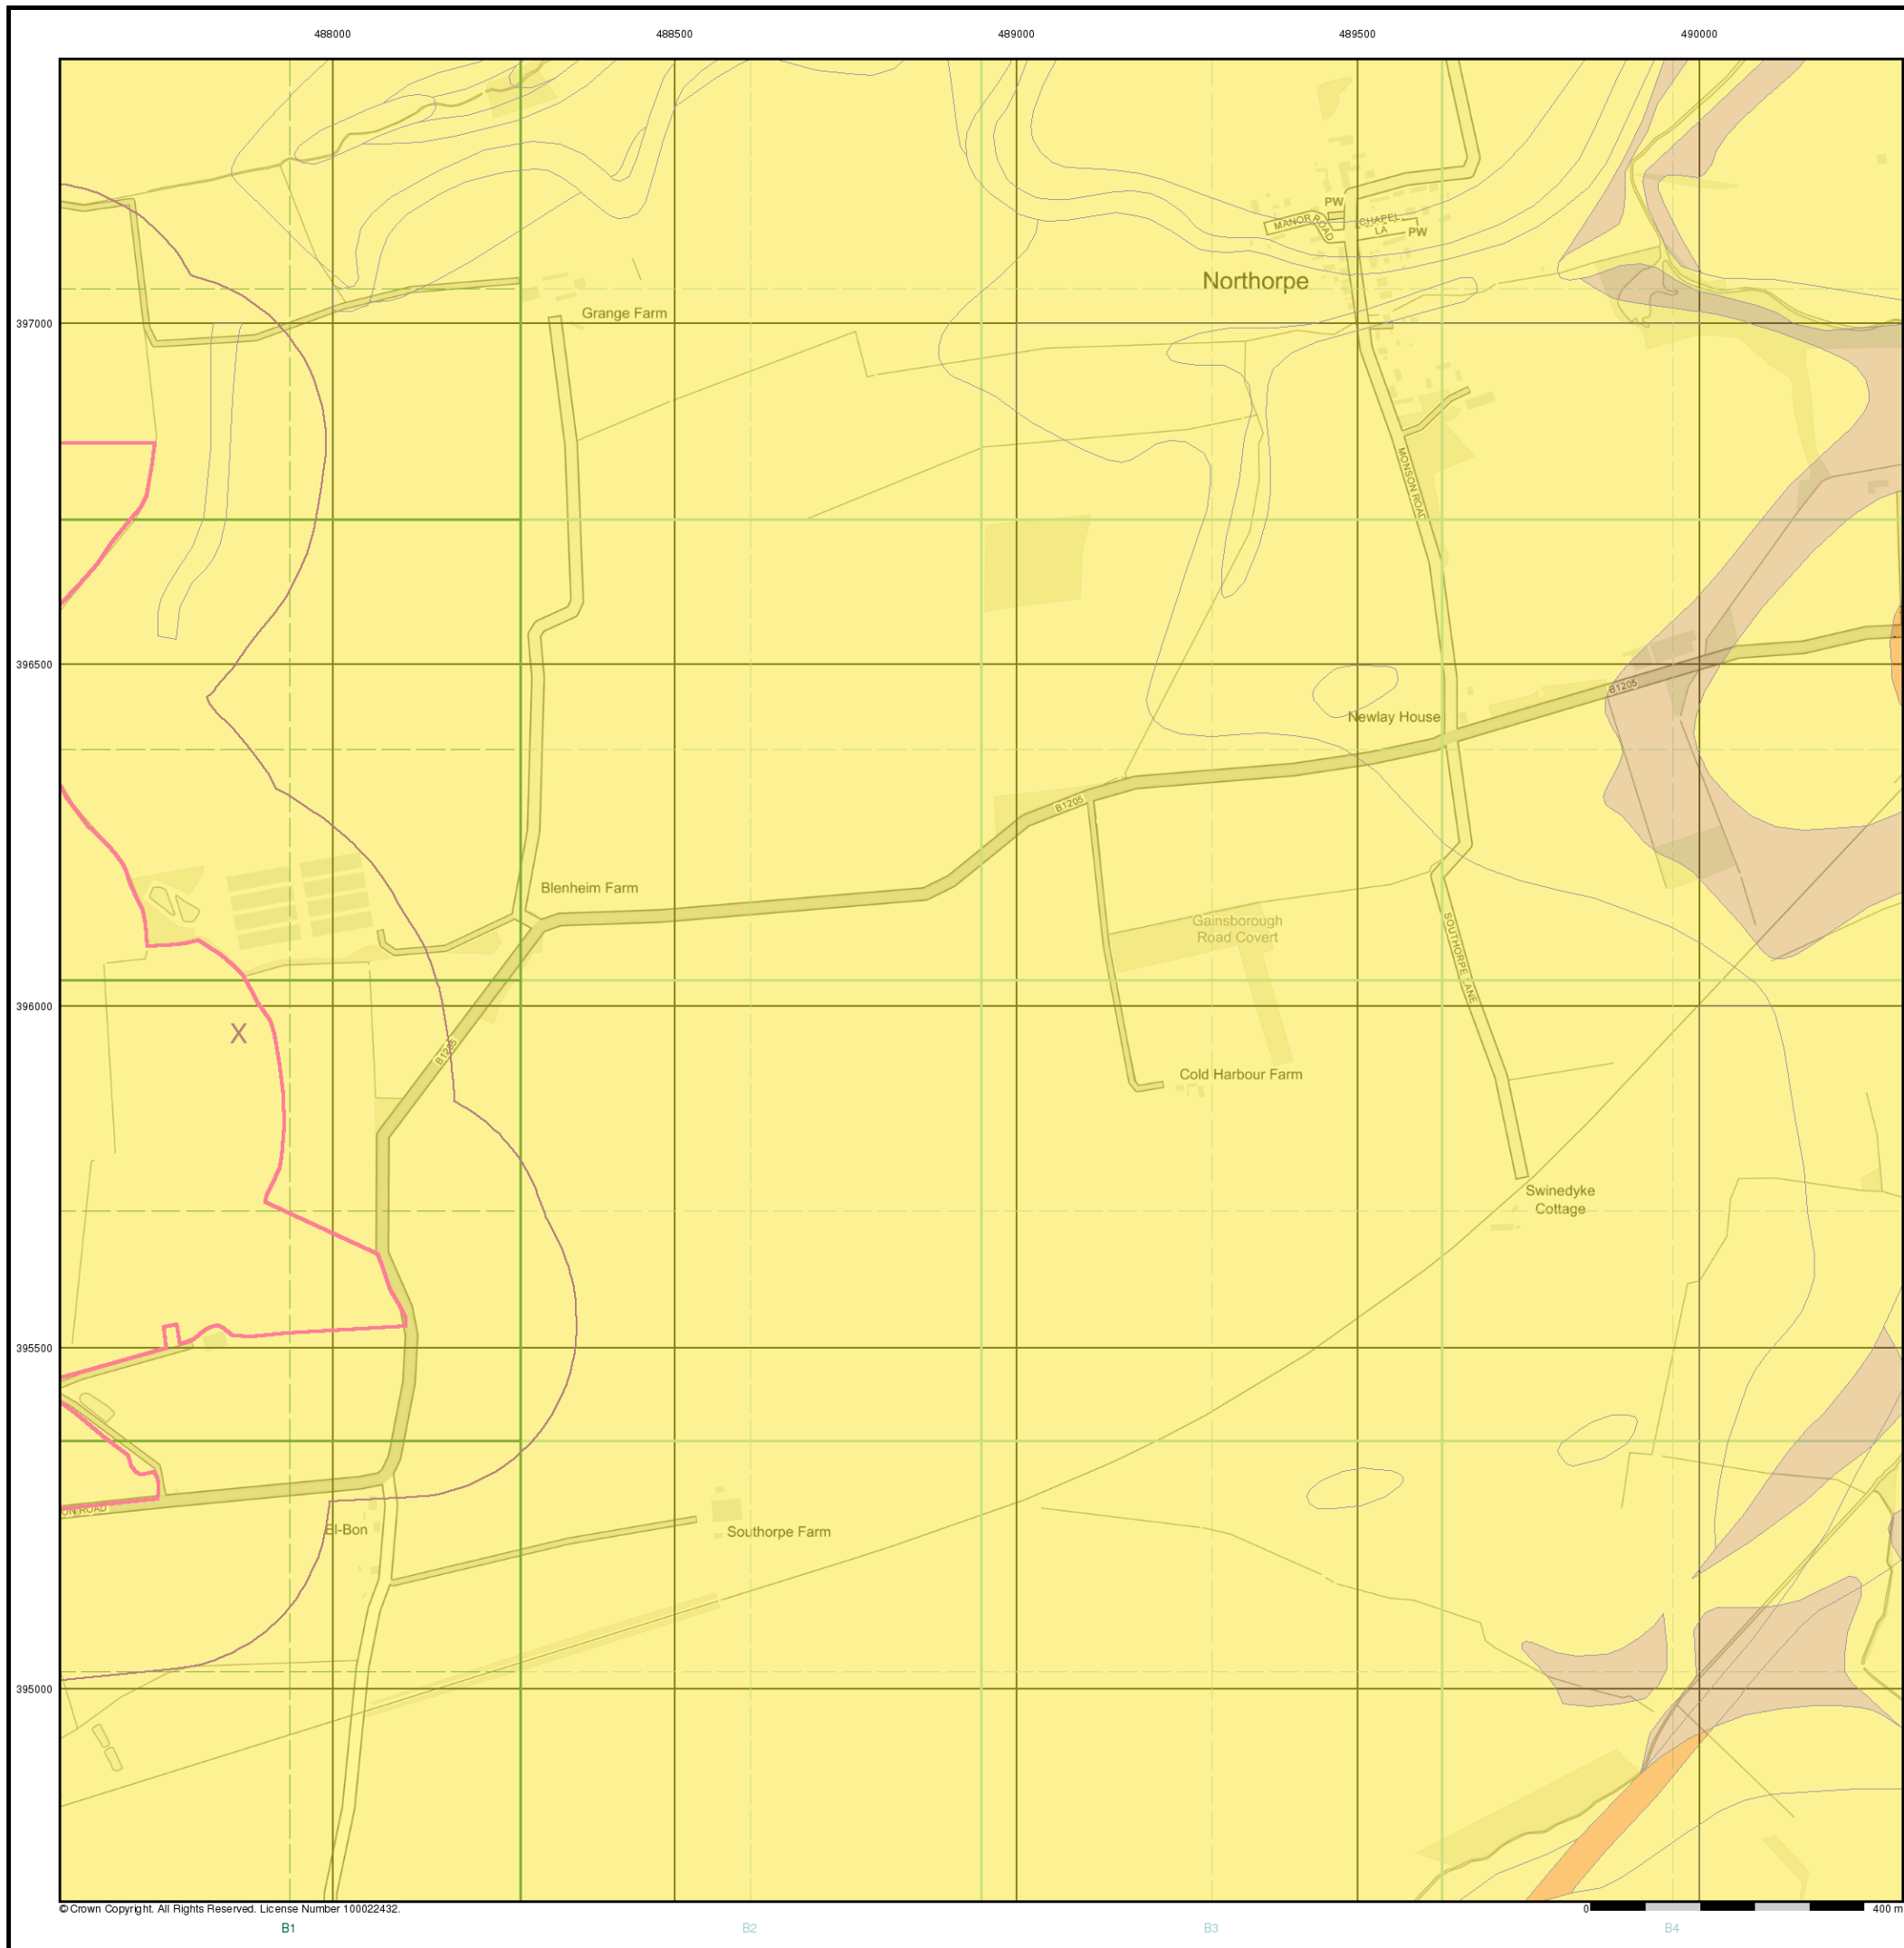 488000
488500
489000
489500
490000
PW
MANOR ROAD
CHAPEL LA
PW
Northorpe
397000
Grange Farm
MONSON ROAD
396500
B1205
Newlay House
B1205
Blenheim Farm
Gainsborough
Road Covert
SOUTHORPE LANE
396000
X
B1205
Cold Harbour Farm
Swinedyke
Cottage
395500
ON ROAD
El-Bon
Southorpe Farm
395000
© Crown Copyright. All Rights Reserved. License Number 100022432.
0
400 m
B1
B2
B3
B4